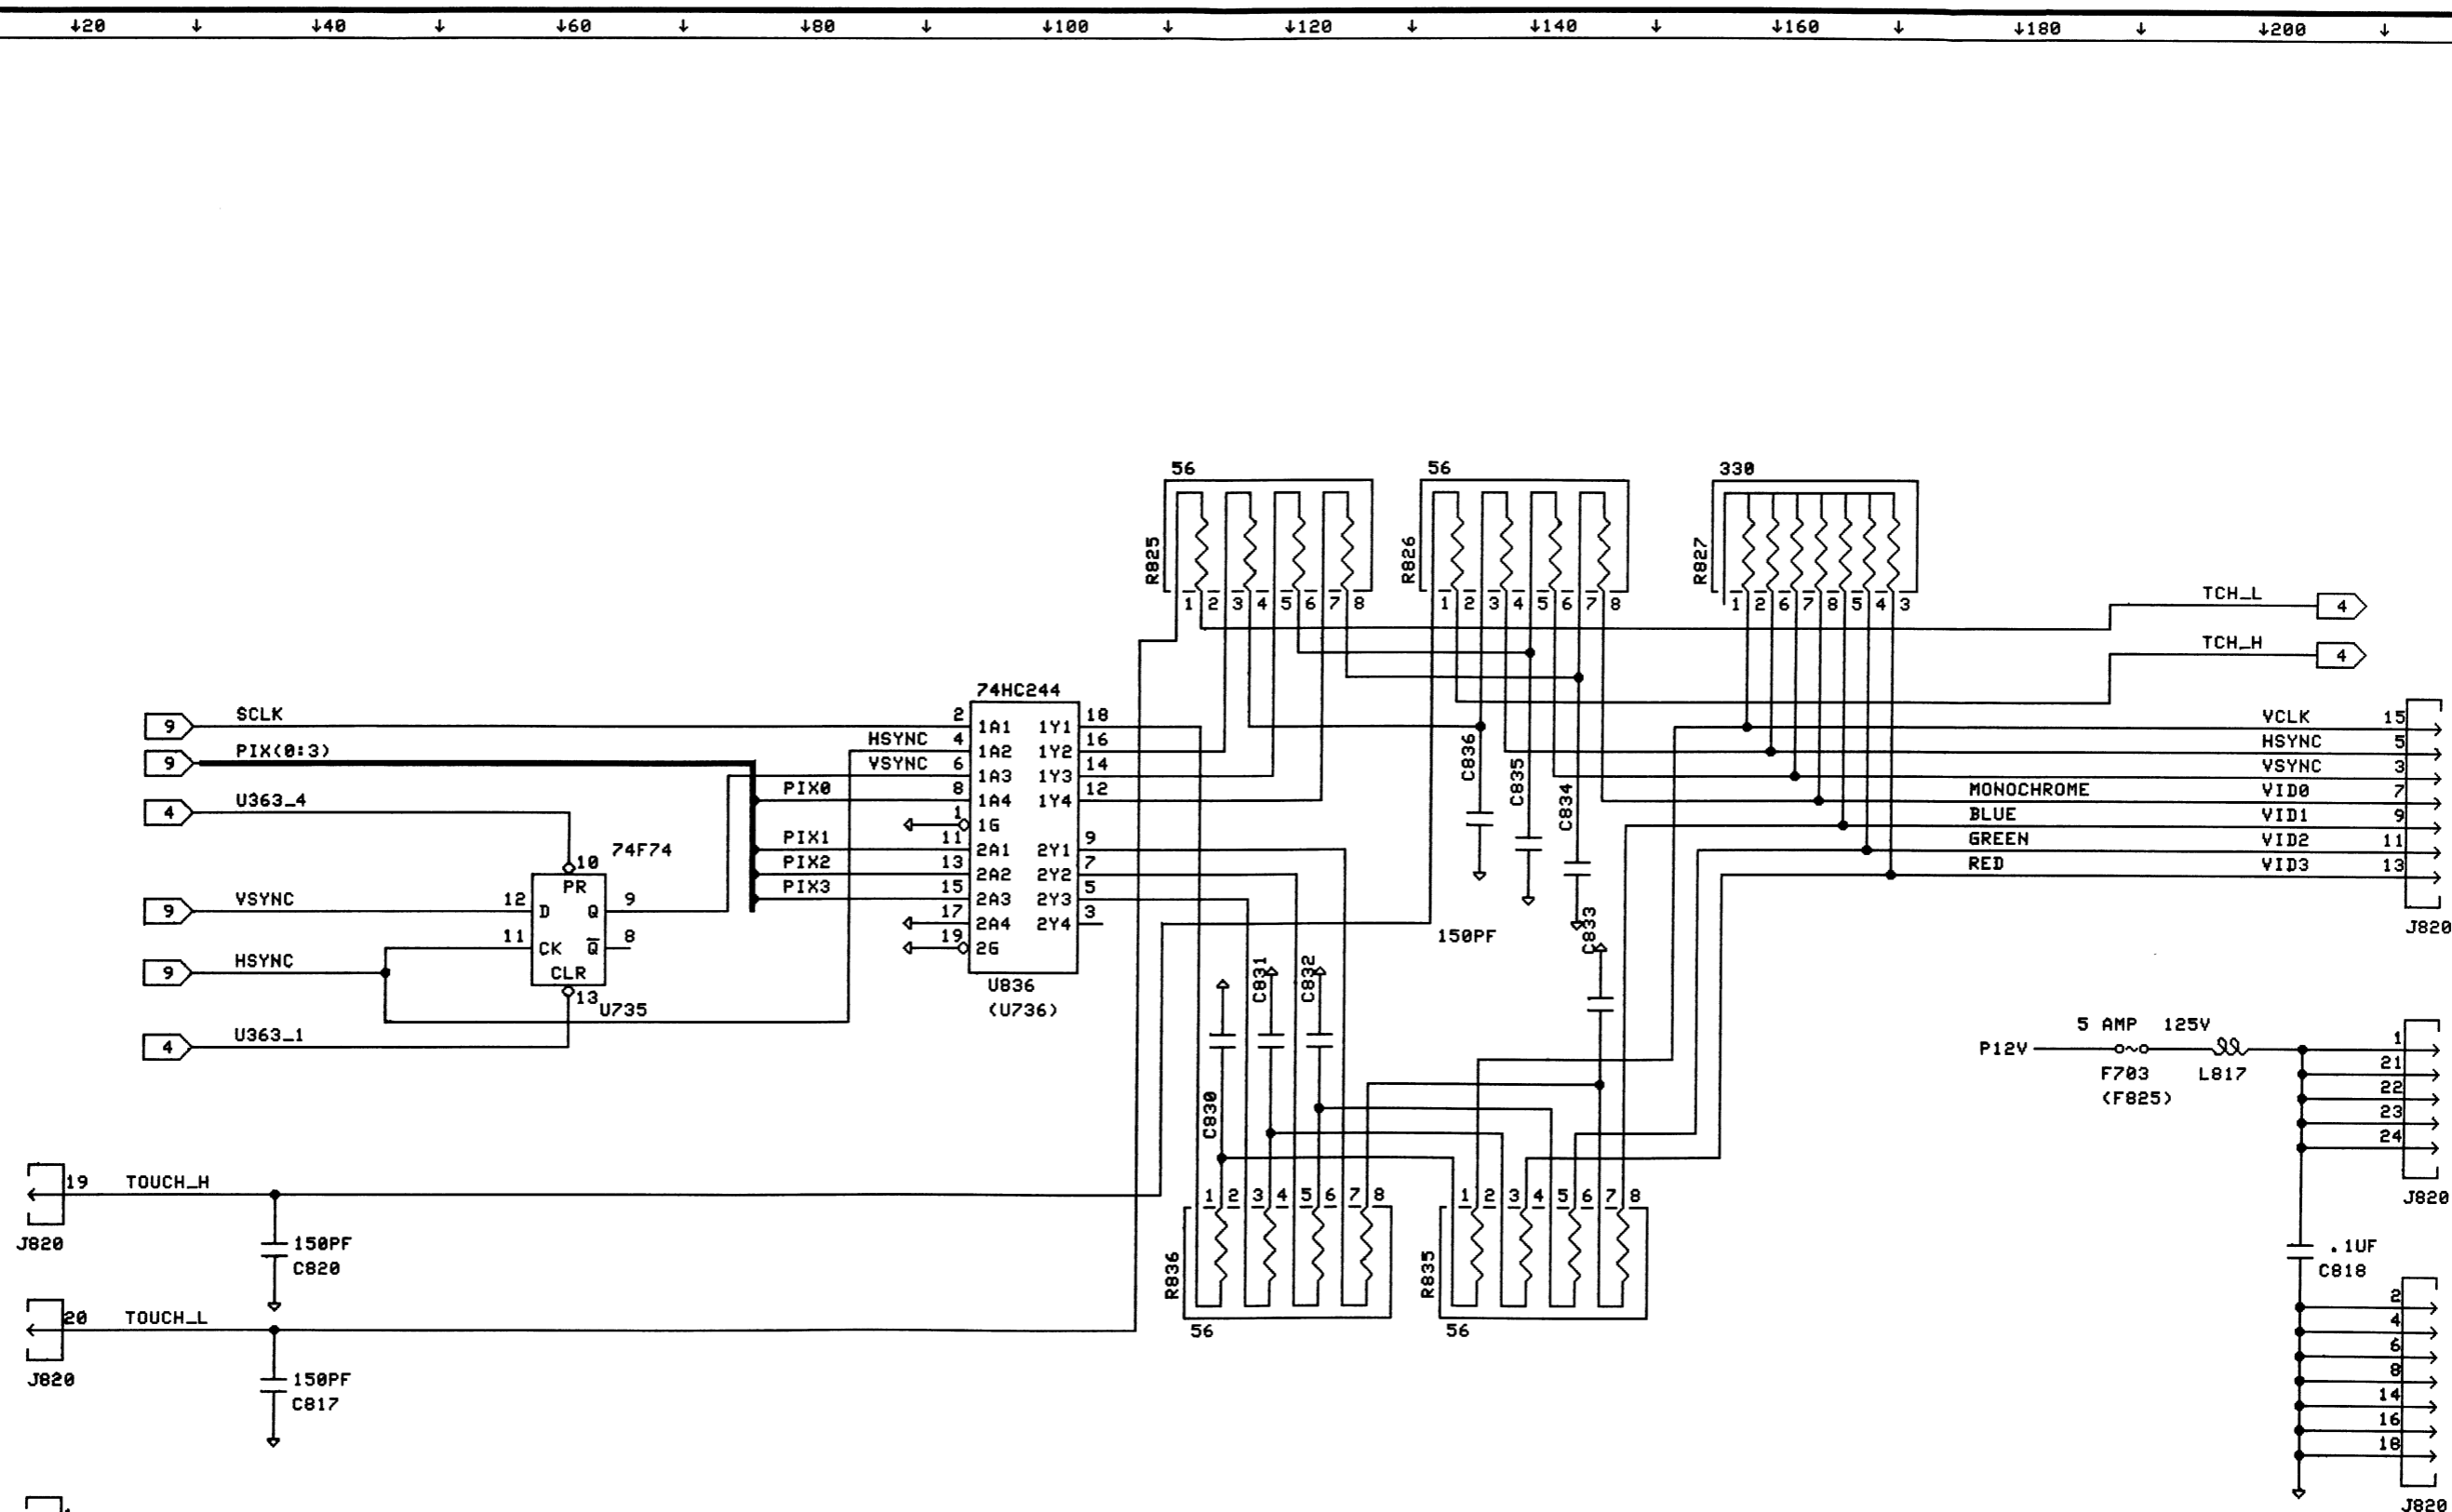 ↓20 ↓ ↓40 ↓ ↓60 ↓ ↓80 ↓ ↓100 ↓ ↓120 ↓ ↓140 ↓ ↓160 ↓ ↓180 ↓ ↓200 ↓
56 56 330
R825 R826 R827
1 2 3 4 5 6 7 8
1 2 3 4 5 6 7 8
1 2 6 7 8 5 4 3
TCH_L 4
TCH_H 4
74HC244
9 SCLK 2 1A1 1Y1 18
HSYNC 4 1A2 1Y2 16
9 PIX(0:3)
VSYNC 6 1A3 1Y3 14
PIX0 8 1A4 1Y4 12
4 U363_4
1 1G
PIX1 11 2A1 2Y1 9
PIX2 13 2A2 2Y2 7
PIX3 15 2A3 2Y3 5
17 2A4 2Y4 3
19 2G
U836
(U736)
C836 C835 C834
150PF
C833
VCLK 15
HSYNC 5
VSYNC 3
MONOCHROME VID0 7
BLUE VID1 9
GREEN VID2 11
RED VID3 13
J820
74F74
10
PR
9 VSYNC 12 D Q 9
11 CK Q 8
9 HSYNC
CLR
13
U735
4 U363_1
C831 C832
C830
5 AMP 125V
P12V
F703 L817
(F825)
1
21
22
23
24
J820
19 TOUCH_H
J820
150PF
C820
20 TOUCH_L
J820
150PF
C817
1 2 3 4 5 6 7 8
1 2 3 4 5 6 7 8
R836 R835
56 56
.1UF
C818
2
4
6
8
14
16
18
J820